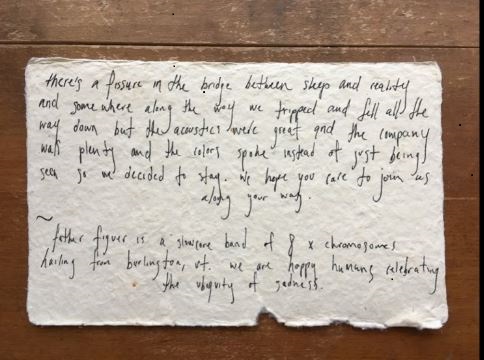 there's a fissure in the bridge between sleep and reality
and somewhere along the way we tripped and fell all the
way down but the acoustics were great and the company
was plenty and the colors spoke instead of just being
seen so we decided to stay. we hope you care to join us
along your way.
~
father figuer is a slowcore band of 8 x chromosomes
hailing from burlington, vt. we are happy humans celebrating
the ubiquity of sadness.